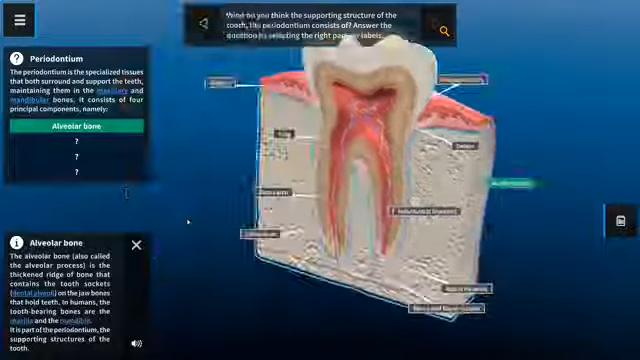 What do you think the supporting structure of the
tooth, the periodontium consists of? Answer the
question by selecting the right part or labels.
Periodontium
The periodontium is the specialized tissues
that both surround and support the teeth,
maintaining them in the maxillary and
mandibular bones. It consists of four
principal components, namely:
Alveolar bone
?
?
?
Dentin
Periodontal ligament
Alveolar bone
The alveolar bone (also called
the alveolar process) is the
thickened ridge of bone that
contains the tooth sockets
(dental alveoli) on the jaw bones
that hold teeth. In humans, the
tooth-bearing bones are the
maxilla and the mandible.
It is part of the periodontium, the
supporting structures of the
tooth.